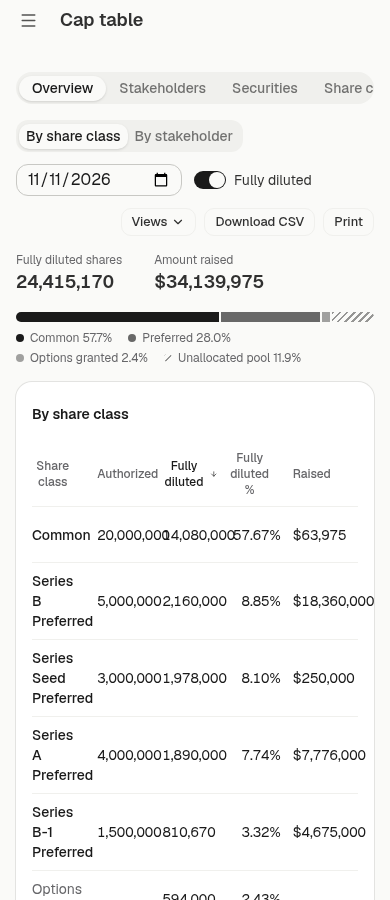 Cap table
Overview Stakeholders Securities Share c
By share class By stakeholder
11/11/2026 Fully diluted
Views Download CSV Print
Fully diluted shares Amount raised
24,415,170 $34,139,975
Common 57.7% Preferred 28.0%
Options granted 2.4% Unallocated pool 11.9%
By share class
Share class Authorized Fully diluted ↓ Fully diluted % Raised
Common 20,000,000 14,080,000 57.67% $63,975
Series B Preferred 5,000,000 2,160,000 8.85% $18,360,000
Series Seed Preferred 3,000,000 1,978,000 8.10% $250,000
Series A Preferred 4,000,000 1,890,000 7.74% $7,776,000
Series B-1 Preferred 1,500,000 810,670 3.32% $4,675,000
Options 594,000 2.43%